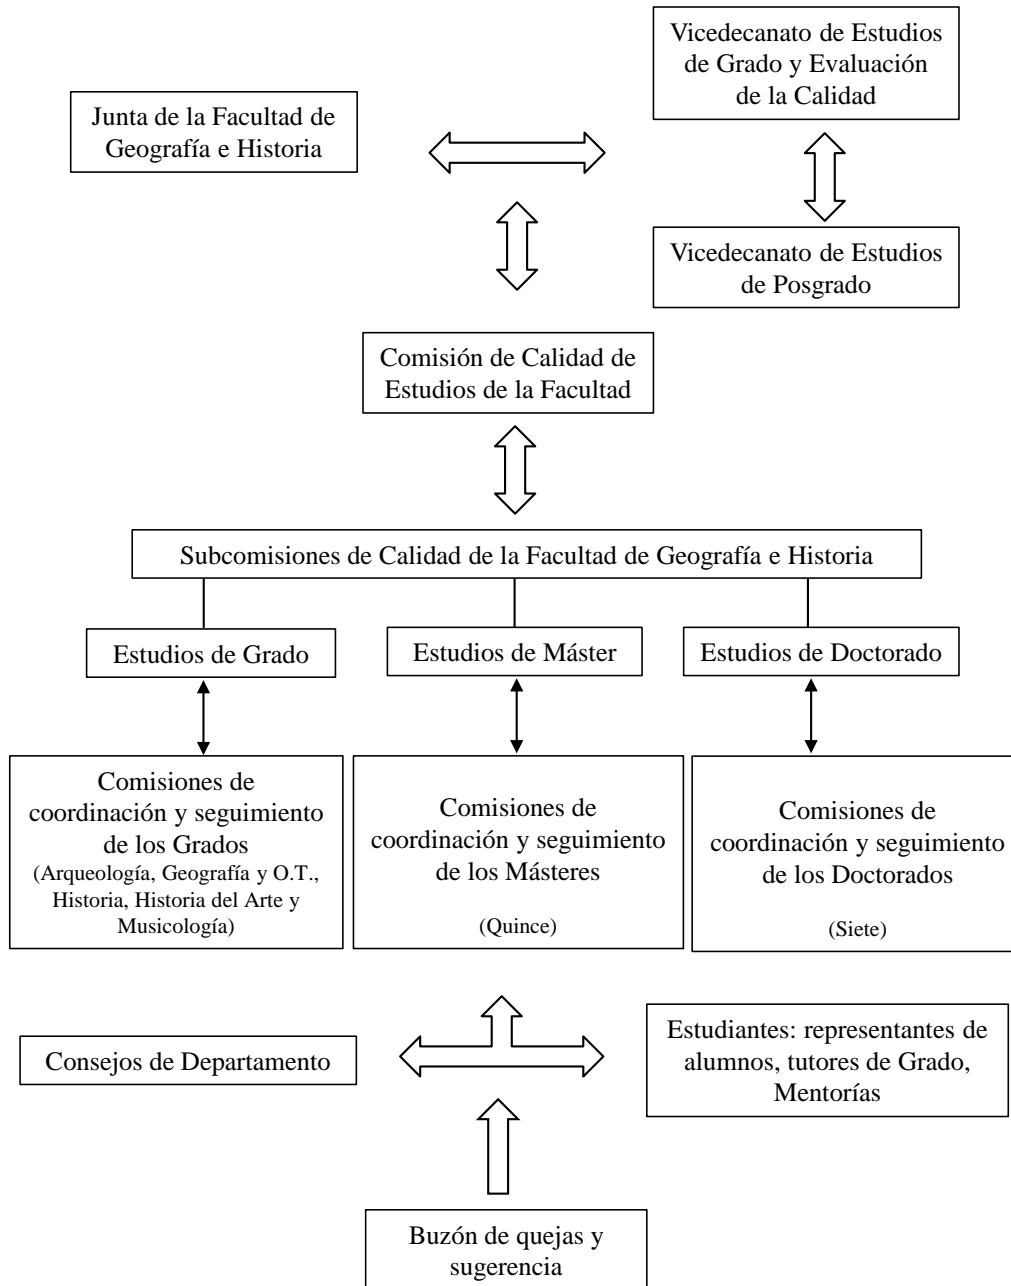 Vicedecanato de Estudios
de Grado y Evaluación
de la Calidad
Junta de la Facultad de
Geografía e Historia
Vicedecanato de Estudios
de Posgrado
Comisión de Calidad de
Estudios de la Facultad
Subcomisiones de Calidad de la Facultad de Geografía e Historia
Estudios de Grado
Estudios de Máster
Estudios de Doctorado
Comisiones de
coordinación y seguimiento
de los Grados
(Arqueología, Geografía y O.T.,
Historia, Historia del Arte y
Musicología)
Comisiones de
coordinación y seguimiento
de los Másteres
(Quince)
Comisiones de
coordinación y seguimiento
de los Doctorados
(Siete)
Consejos de Departamento
Estudiantes: representantes de
alumnos, tutores de Grado,
Mentorías
Buzón de quejas y
sugerencia